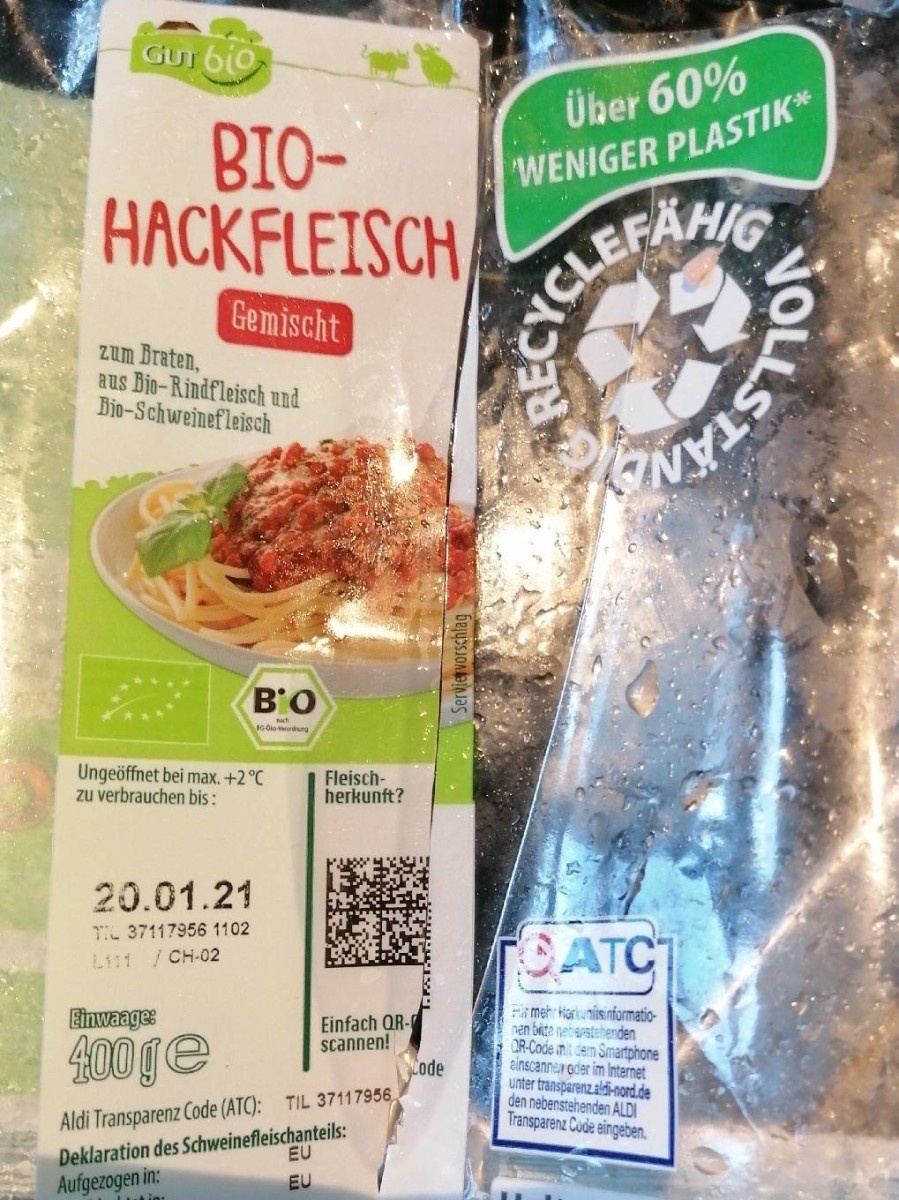 GUT bio
BIO-
HACKFLEISCH
Gemischt
zum Braten,
aus Bio-Rindfleisch und
Bio-Schweinefleisch
Serviervorschlag
BiO
nach
EG-Öko-Verordnung
Ungeöffnet bei max. +2 °C
zu verbrauchen bis :
20.01.21
TIL 37117956 1102
L111 / CH-02
Fleisch-
herkunft?
Einfach QR-Code
scannen!
Einwaage:
400 g e
Aldi Transparenz Code (ATC): TIL 37117956
Deklaration des Schweinefleischanteils:
EU
Aufgezogen in: EU
Über 60%
WENIGER PLASTIK*
VOLLSTÄNDIG RECYCLEFÄHIG
ATC
Für mehr Herkunftsinformatio-
nen bitte nebenstehenden
QR-Code mit dem Smartphone
einscannen oder im Internet
unter transparenz.aldi-nord.de
den nebenstehenden ALDI
Transparenz Code eingeben.